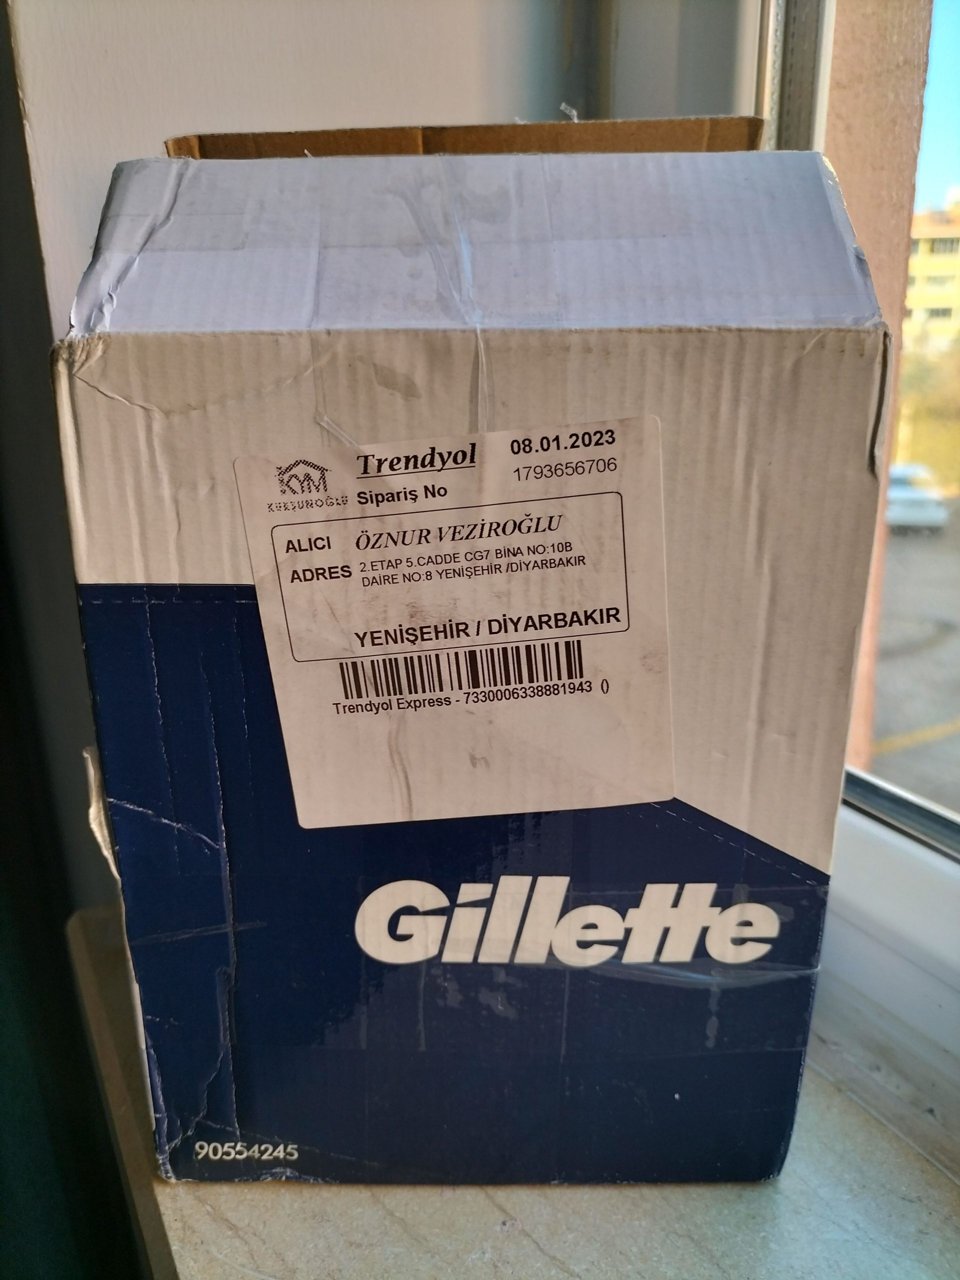 KYM
KURŞUNOĞLU
Trendyol
08.01.2023
Sipariş No
1793656706
ALICI ÖZNUR VEZİROĞLU
ADRES 2.ETAP 5.CADDE CG7 BİNA NO:10B
DAİRE NO:8 YENİŞEHİR /DİYARBAKIR
YENİŞEHİR / DİYARBAKIR
Trendyol Express - 7330006338881943 ()
Gillette
90554245